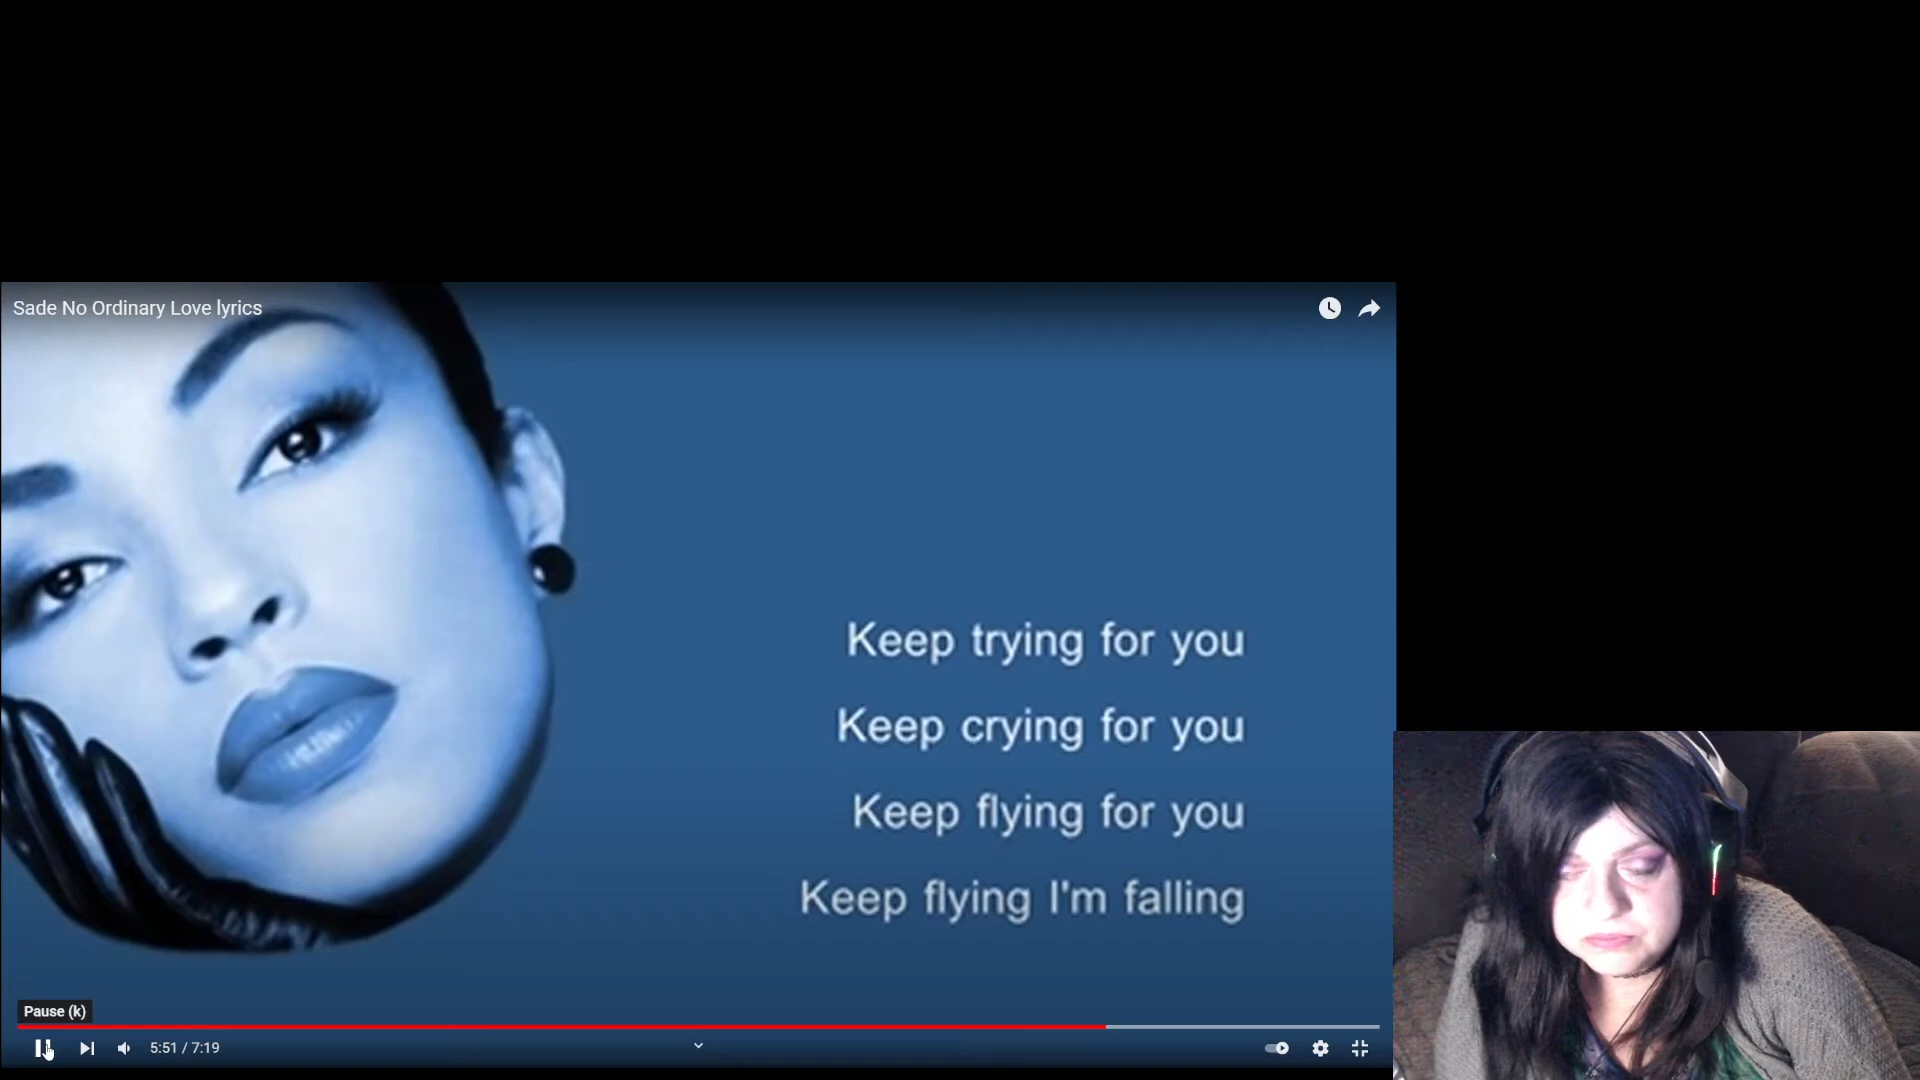 Sade No Ordinary Love lyrics
Keep trying for you
Keep crying for you
Keep flying for you
Keep flying I'm falling
Pause (k)
5:51 / 7:19